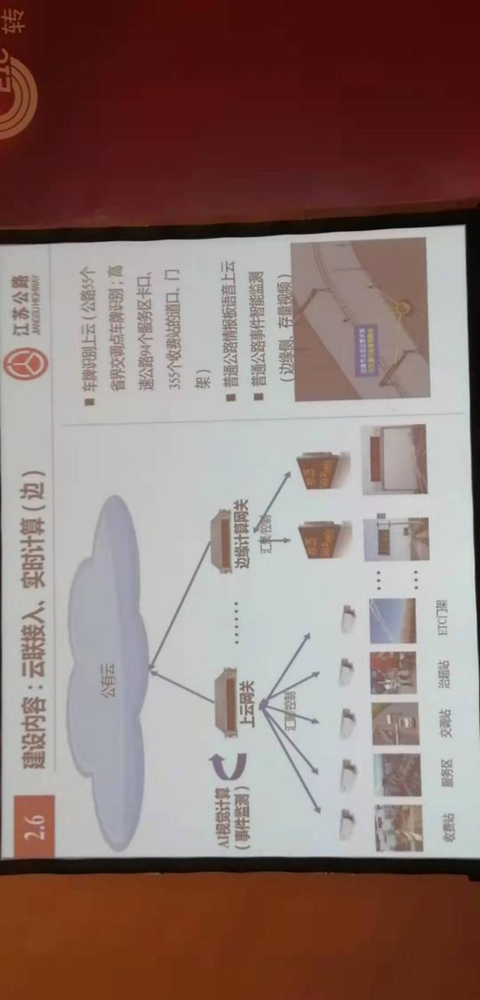 ETC
转
2.6
建设内容：云联接入、实时计算（边）
江苏公路
JIANGSU HIGHWAY
公有云
AI视觉计算
（事件监测）
上云网关
......
边缘计算网关
汇聚/控制
汇聚/控制
收费站
服务区
交调站
治超站
ETC门架
■ 车牌识别上云（公路55个
省界交调点车牌识别；高
速公路94个服务区卡口、
355个收费站的道口、门
架）
■ 普通公路情报板语音上云
■ 普通公路事件智能监测
（边缘侧、存量视频）